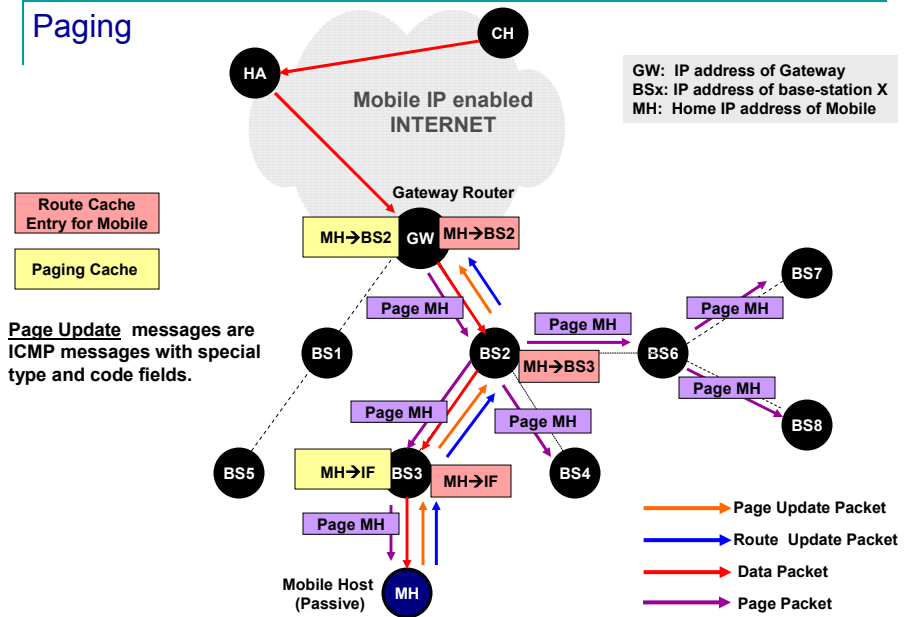 Paging
CH
HA
Mobile IP enabled
INTERNET
GW: IP address of Gateway
BSx: IP address of base-station X
MH: Home IP address of Mobile
Route Cache
Entry for Mobile
Paging Cache
Page Update messages are
ICMP messages with special
type and code fields.
Gateway Router
MH→BS2
GW
MH→BS2
Page MH
BS1
BS2
Page MH
BS6
Page MH
BS7
MH→BS3
Page MH
BS8
Page MH
Page MH
BS5
MH→IF
BS3
MH→IF
BS4
Page MH
Mobile Host
(Passive)
MH
Page Update Packet
Route Update Packet
Data Packet
Page Packet